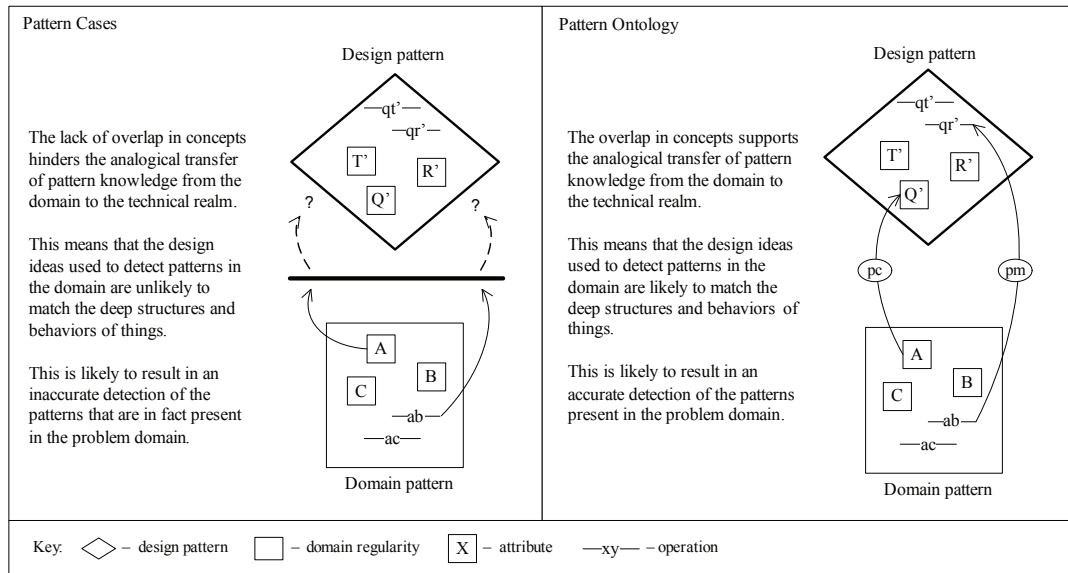 Pattern Cases
Design pattern
qt’
qr’
T’
R’
Q’
The lack of overlap in concepts
hinders the analogical transfer
of pattern knowledge from the
domain to the technical realm.
This means that the design
ideas used to detect patterns in
the domain are unlikely to
match the deep structures and
behaviors of things.
This is likely to result in an
inaccurate detection of the
patterns that are in fact present
in the problem domain.
?
?
A
B
C
ab
ac
Domain pattern
Pattern Ontology
Design pattern
qt’
qr’
T’
R’
Q’
The overlap in concepts supports
the analogical transfer of pattern
knowledge from the domain to
the technical realm.
This means that the design ideas
used to detect patterns in the
domain are likely to match the
deep structures and behaviors of
things.
This is likely to result in an
accurate detection of the patterns
present in the problem domain.
pc
pm
A
B
C
ab
ac
Domain pattern
Key: – design pattern – domain regularity X – attribute xy – operation